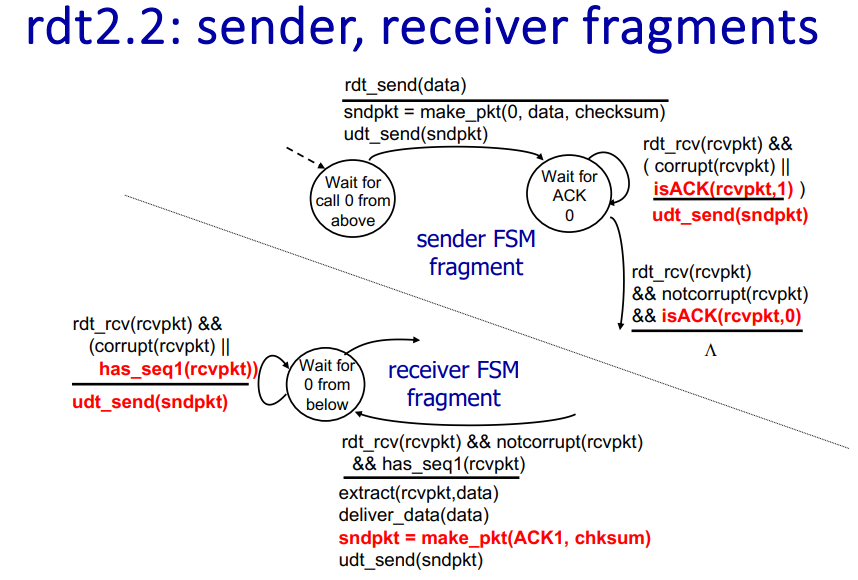 rdt2.2: sender, receiver fragments
rdt_send(data)
sndpkt = make_pkt(0, data, checksum)
udt_send(sndpkt)
Wait for
call 0 from
above
Wait for
ACK
0
rdt_rcv(rcvpkt) &&
( corrupt(rcvpkt) ||
isACK(rcvpkt,1) )
udt_send(sndpkt)
sender FSM
fragment
rdt_rcv(rcvpkt)
&& notcorrupt(rcvpkt)
&& isACK(rcvpkt,0)
Λ
rdt_rcv(rcvpkt) &&
(corrupt(rcvpkt) ||
has_seq1(rcvpkt))
udt_send(sndpkt)
Wait for
0 from
below
receiver FSM
fragment
rdt_rcv(rcvpkt) && notcorrupt(rcvpkt)
&& has_seq1(rcvpkt)
extract(rcvpkt,data)
deliver_data(data)
sndpkt = make_pkt(ACK1, chksum)
udt_send(sndpkt)